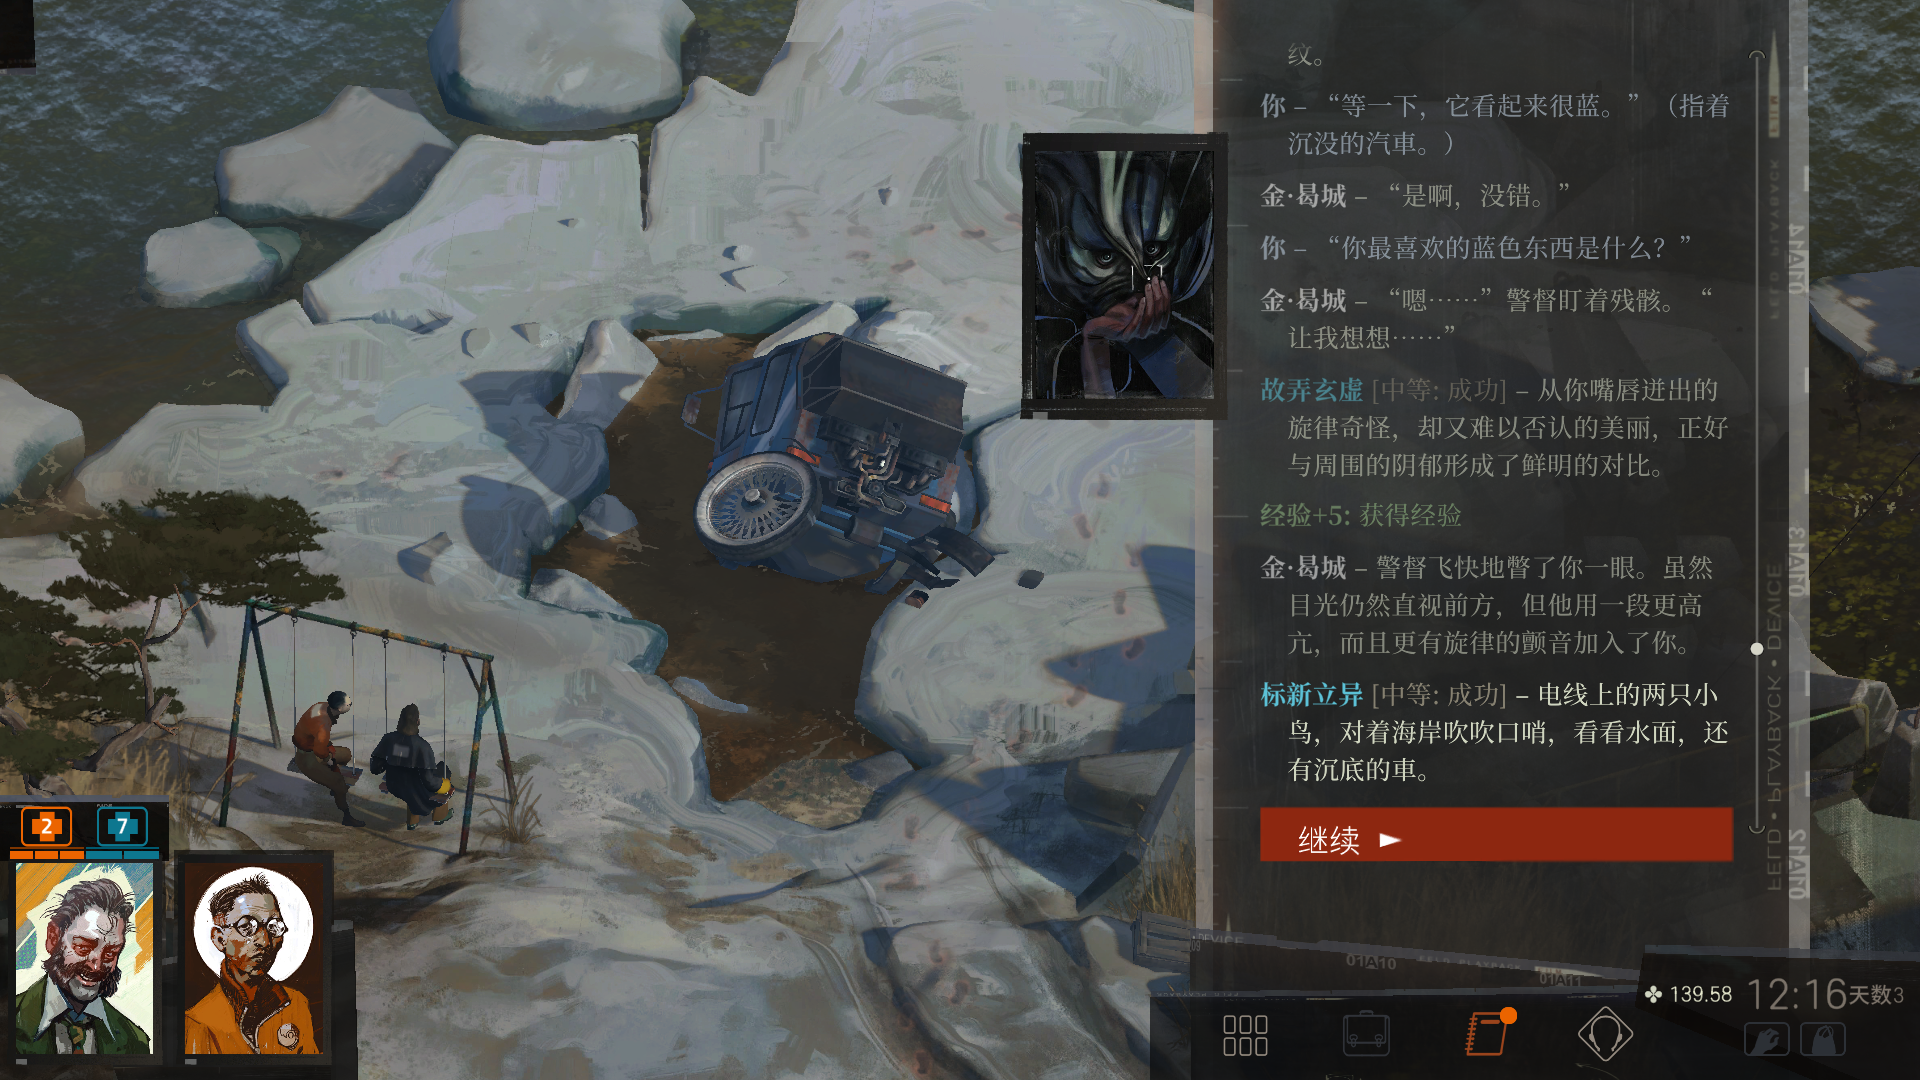 纹。
你 – “等一下，它看起来很蓝。”（指着
沉没的汽車。）
金·曷城 – “是啊，没错。”
你 – “你最喜欢的蓝色东西是什么？”
金·曷城 – “嗯……”警督盯着残骸。“
让我想想……”
故弄玄虚 [中等: 成功] – 从你嘴唇迸出的
旋律奇怪，却又难以否认的美丽，正好
与周围的阴郁形成了鲜明的对比。
经验+5: 获得经验
金·曷城 – 警督飞快地瞥了你一眼。虽然
目光仍然直视前方，但他用一段更高
亢，而且更有旋律的颤音加入了你。
标新立异 [中等: 成功] – 电线上的两只小
鸟，对着海岸吹吹口哨，看看水面，还
有沉底的車。
继续
FELD • PLAYBACK • DEVICE
2
7
01A10
01A11
139.58
12:16天数3